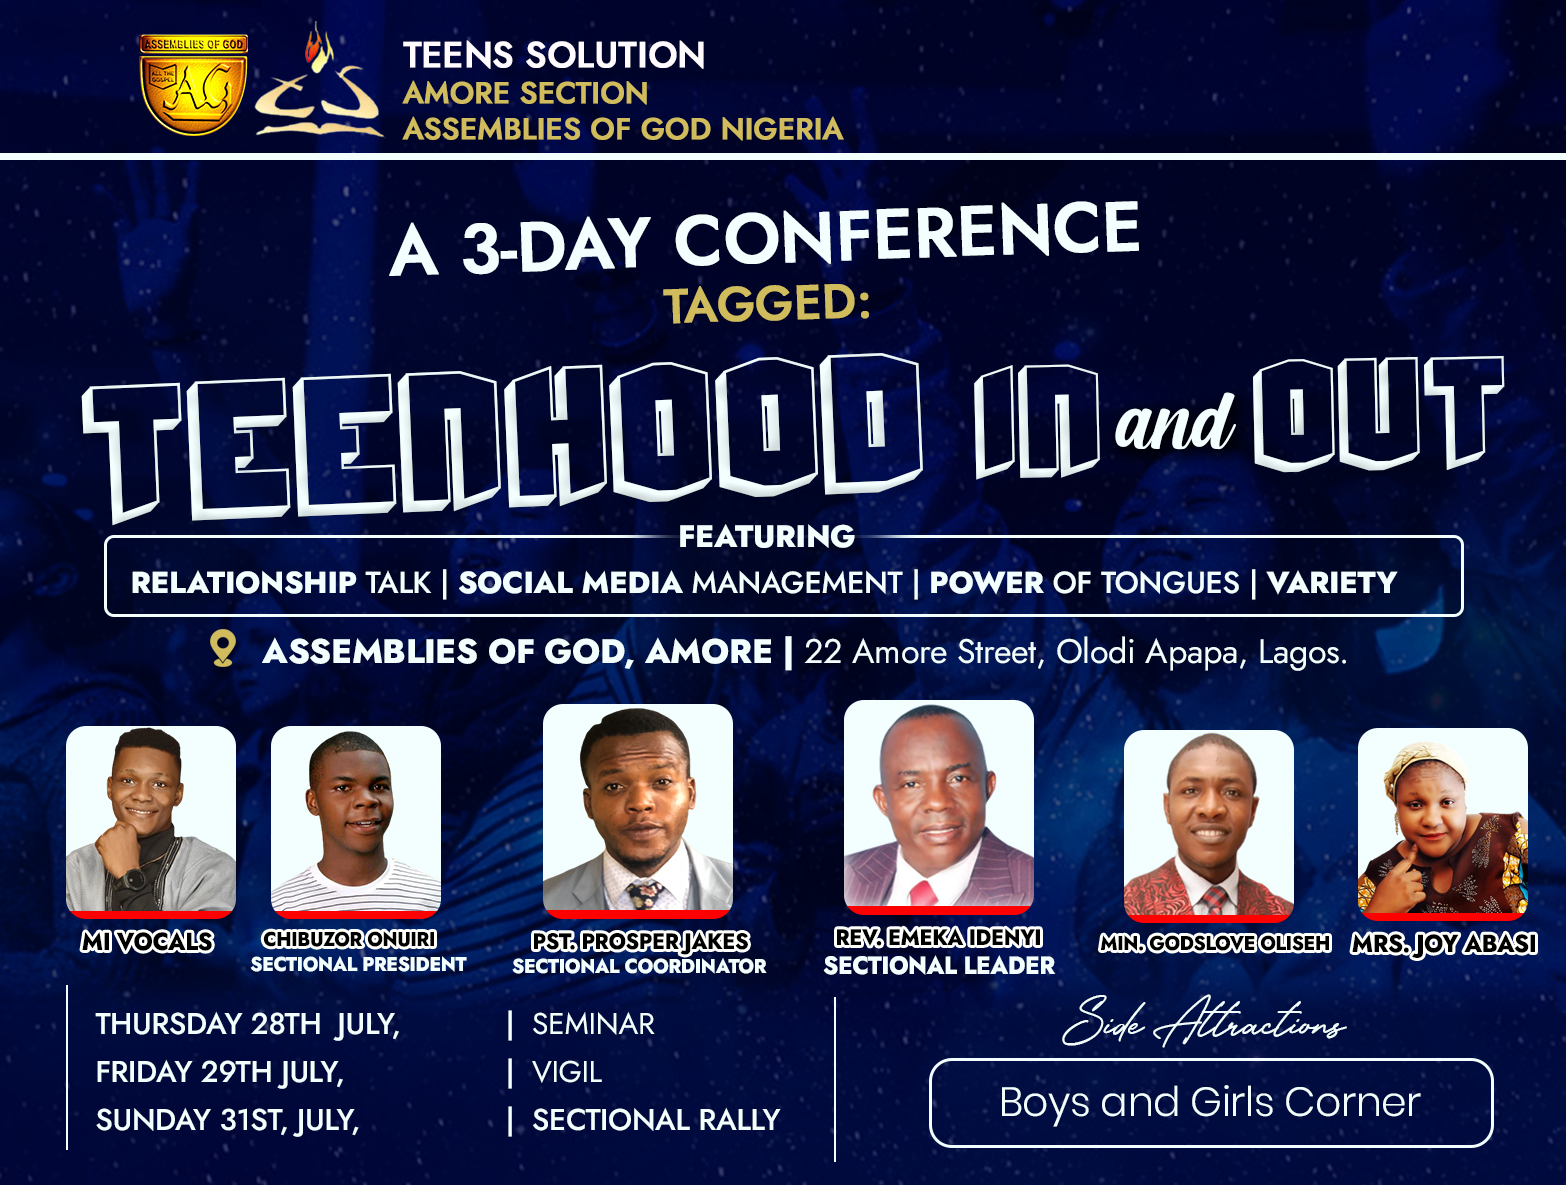 ASSEMBLIES OF GOD
ALL THE
GOSPEL
AG
TEENS SOLUTION
AMORE SECTION
ASSEMBLIES OF GOD NIGERIA
A 3-DAY CONFERENCE
TAGGED:
TEENHOOD IN and OUT
FEATURING
RELATIONSHIP TALK | SOCIAL MEDIA MANAGEMENT | POWER OF TONGUES | VARIETY
ASSEMBLIES OF GOD, AMORE | 22 Amore Street, Olodi Apapa, Lagos.
MI VOCALS
CHIBUZOR ONUIRI
SECTIONAL PRESIDENT
PST. PROSPER JAKES
SECTIONAL COORDINATOR
REV. EMEKA IDENYI
SECTIONAL LEADER
MIN. GODSLOVE OLISEH
MRS. JOY ABASI
THURSDAY 28TH JULY, | SEMINAR
FRIDAY 29TH JULY, | VIGIL
SUNDAY 31ST, JULY, | SECTIONAL RALLY
Side Attractions
Boys and Girls Corner